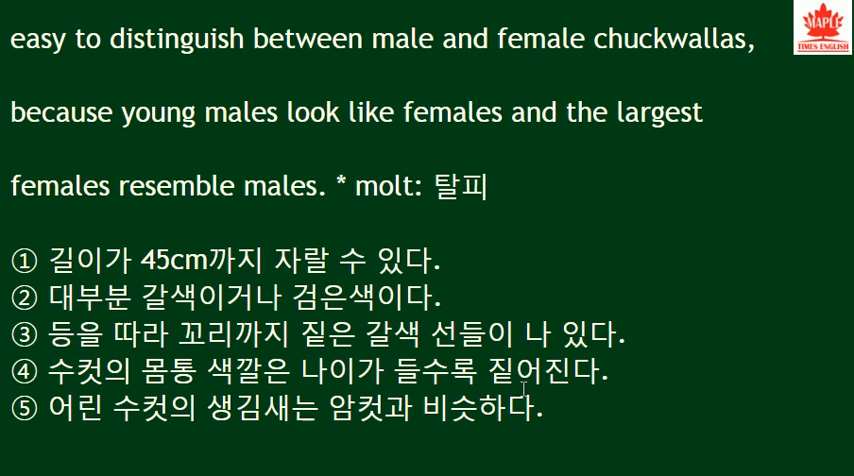 MAPLE
TIMES ENGLISH
easy to distinguish between male and female chuckwallas,
because young males look like females and the largest
females resemble males. * molt: 탈피
① 길이가 45cm까지 자랄 수 있다.
② 대부분 갈색이거나 검은색이다.
③ 등을 따라 꼬리까지 짙은 갈색 선들이 나 있다.
④ 수컷의 몸통 색깔은 나이가 들수록 짙어진다.
⑤ 어린 수컷의 생김새는 암컷과 비슷하다.